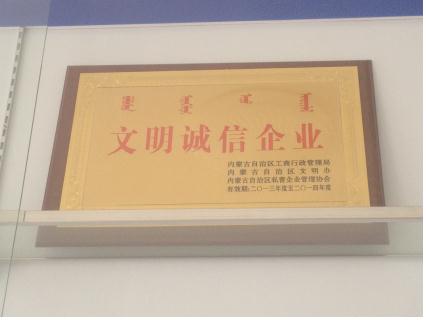 文明诚信企业
内蒙古自治区工商行政管理局
内蒙古自治区文明办
内蒙古自治区私营企业管理协会
有效期:二〇一三年度至二〇一四年度